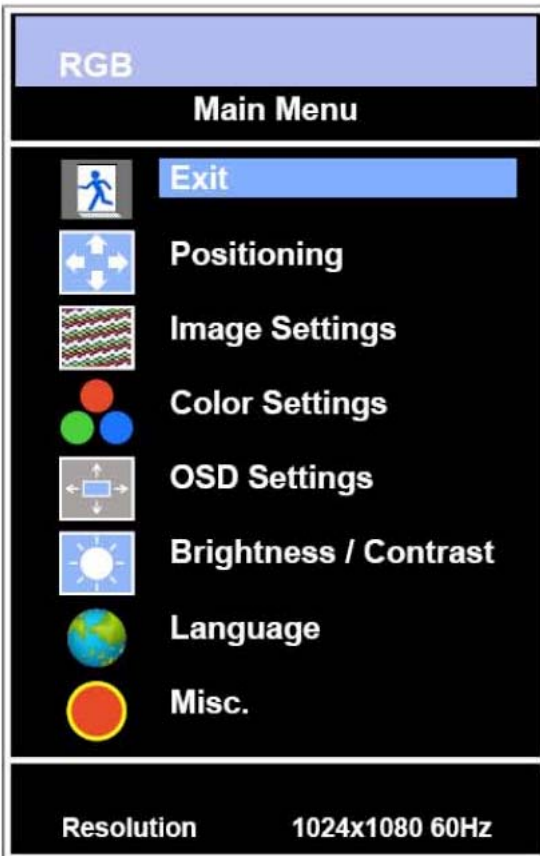 RGB
Main Menu
Exit
Positioning
Image Settings
Color Settings
OSD Settings
Brightness / Contrast
Language
Misc.
Resolution 1024x1080 60Hz